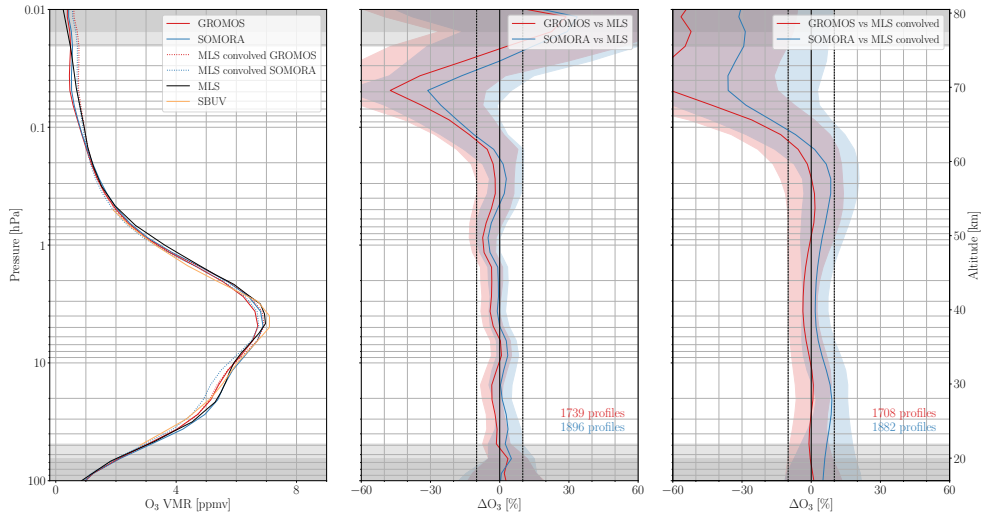 0.01
0.1
1
10
100
Pressure [hPa]
0
4
8
O₃ VMR [ppmv]
GROMOS
SOMORA
MLS convolved GROMOS
MLS convolved SOMORA
MLS
SBUV
GROMOS vs MLS
SOMORA vs MLS
1739 profiles
1896 profiles
−60
−30
0
30
60
ΔO₃ [%]
GROMOS vs MLS convolved
SOMORA vs MLS convolved
1708 profiles
1882 profiles
−60
−30
0
30
60
ΔO₃ [%]
80
70
60
50
40
30
20
Altitude [km]